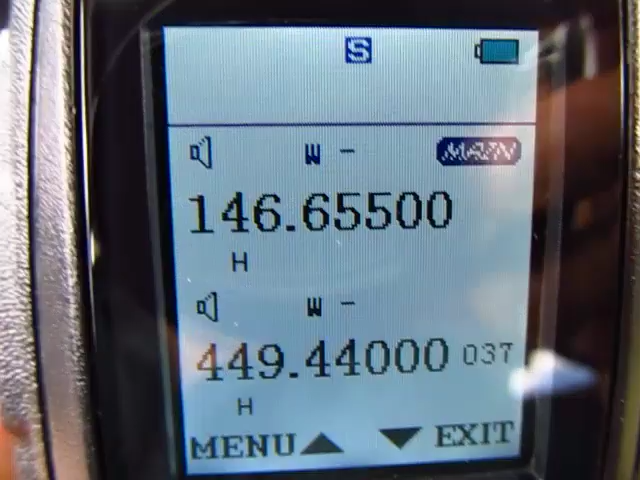 S
W - MAIN
146.65500
H
W -
449.44000 037
H
MENU▲ ▼ EXIT